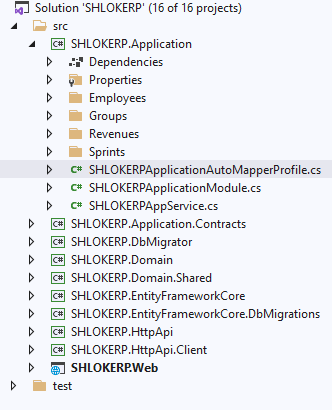 Solution 'SHLOKERP' (16 of 16 projects)
src
SHLOKERP.Application
Dependencies
Properties
Employees
Groups
Revenues
Sprints
SHLOKERPApplicationAutoMapperProfile.cs
SHLOKERPApplicationModule.cs
SHLOKERPAppService.cs
SHLOKERP.Application.Contracts
SHLOKERP.DbMigrator
SHLOKERP.Domain
SHLOKERP.Domain.Shared
SHLOKERP.EntityFrameworkCore
SHLOKERP.EntityFrameworkCore.DbMigrations
SHLOKERP.HttpApi
SHLOKERP.HttpApi.Client
SHLOKERP.Web
test